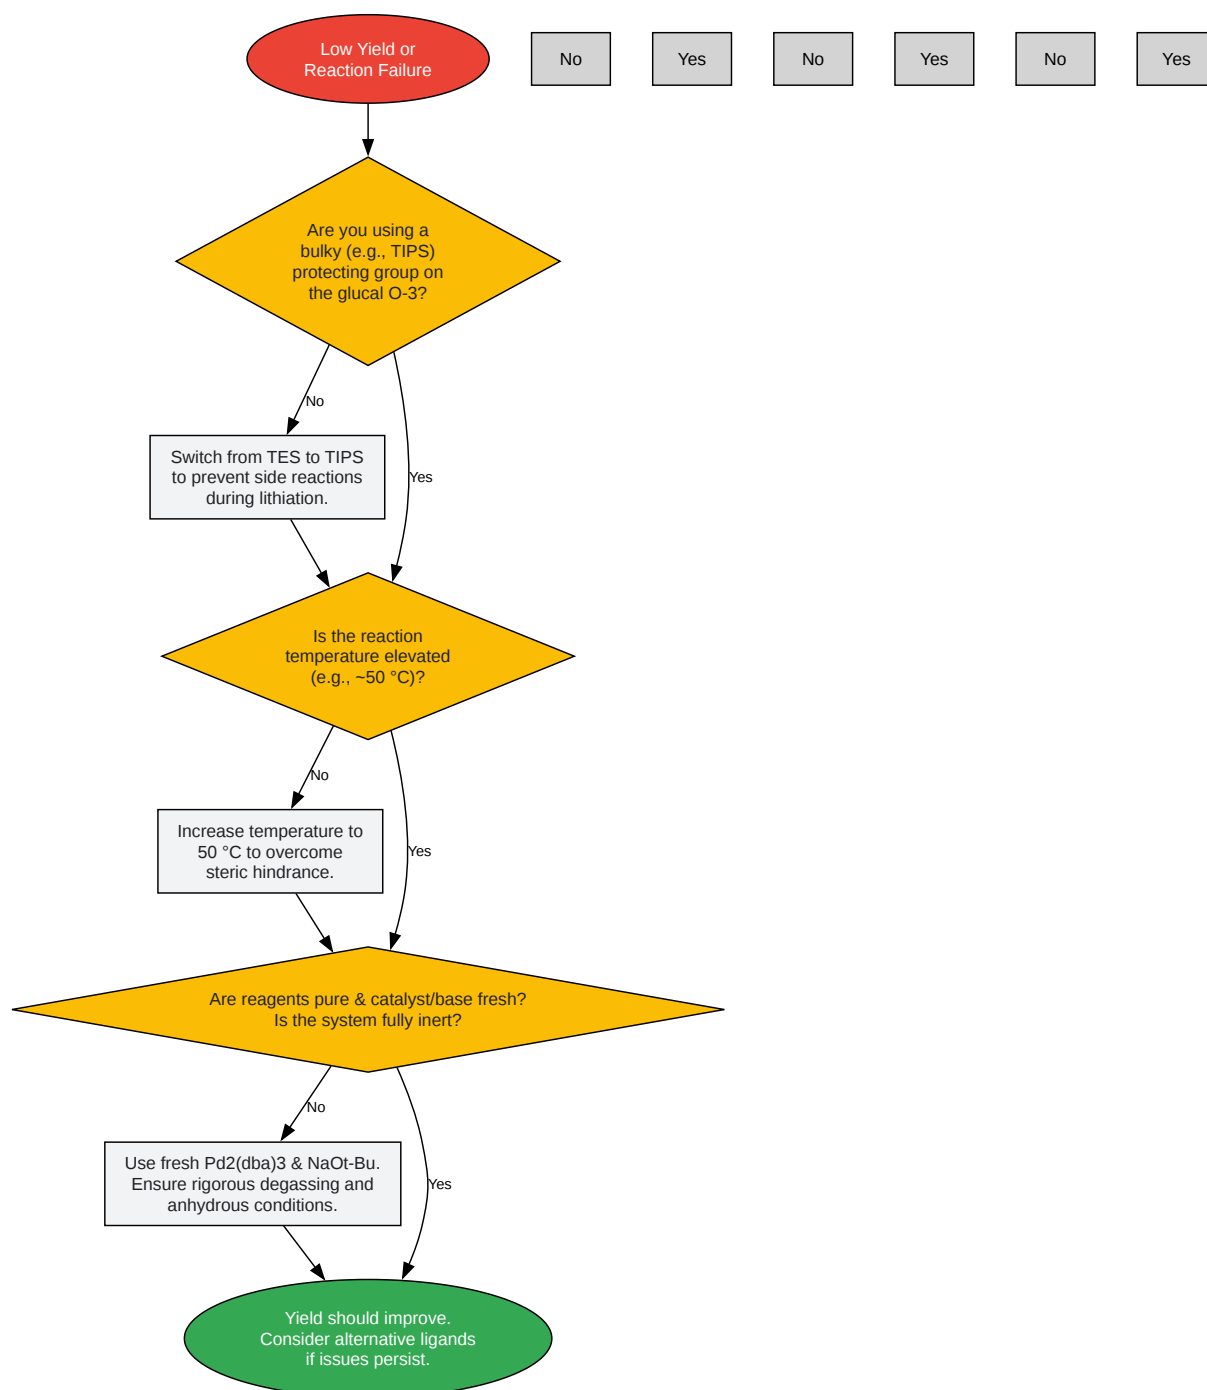 Low Yield or
Reaction Failure
No
Yes
No
Yes
No
Yes
Are you using a
bulky (e.g., TIPS)
protecting group on
the glucal O-3?
No
Switch from TES to TIPS
to prevent side reactions
during lithiation.
Yes
Is the reaction
temperature elevated
(e.g., ~50 °C)?
No
Increase temperature to
50 °C to overcome
steric hindrance.
Yes
Are reagents pure & catalyst/base fresh?
Is the system fully inert?
No
Use fresh Pd2(dba)3 & NaOt-Bu.
Ensure rigorous degassing and
anhydrous conditions.
Yes
Yield should improve.
Consider alternative ligands
if issues persist.